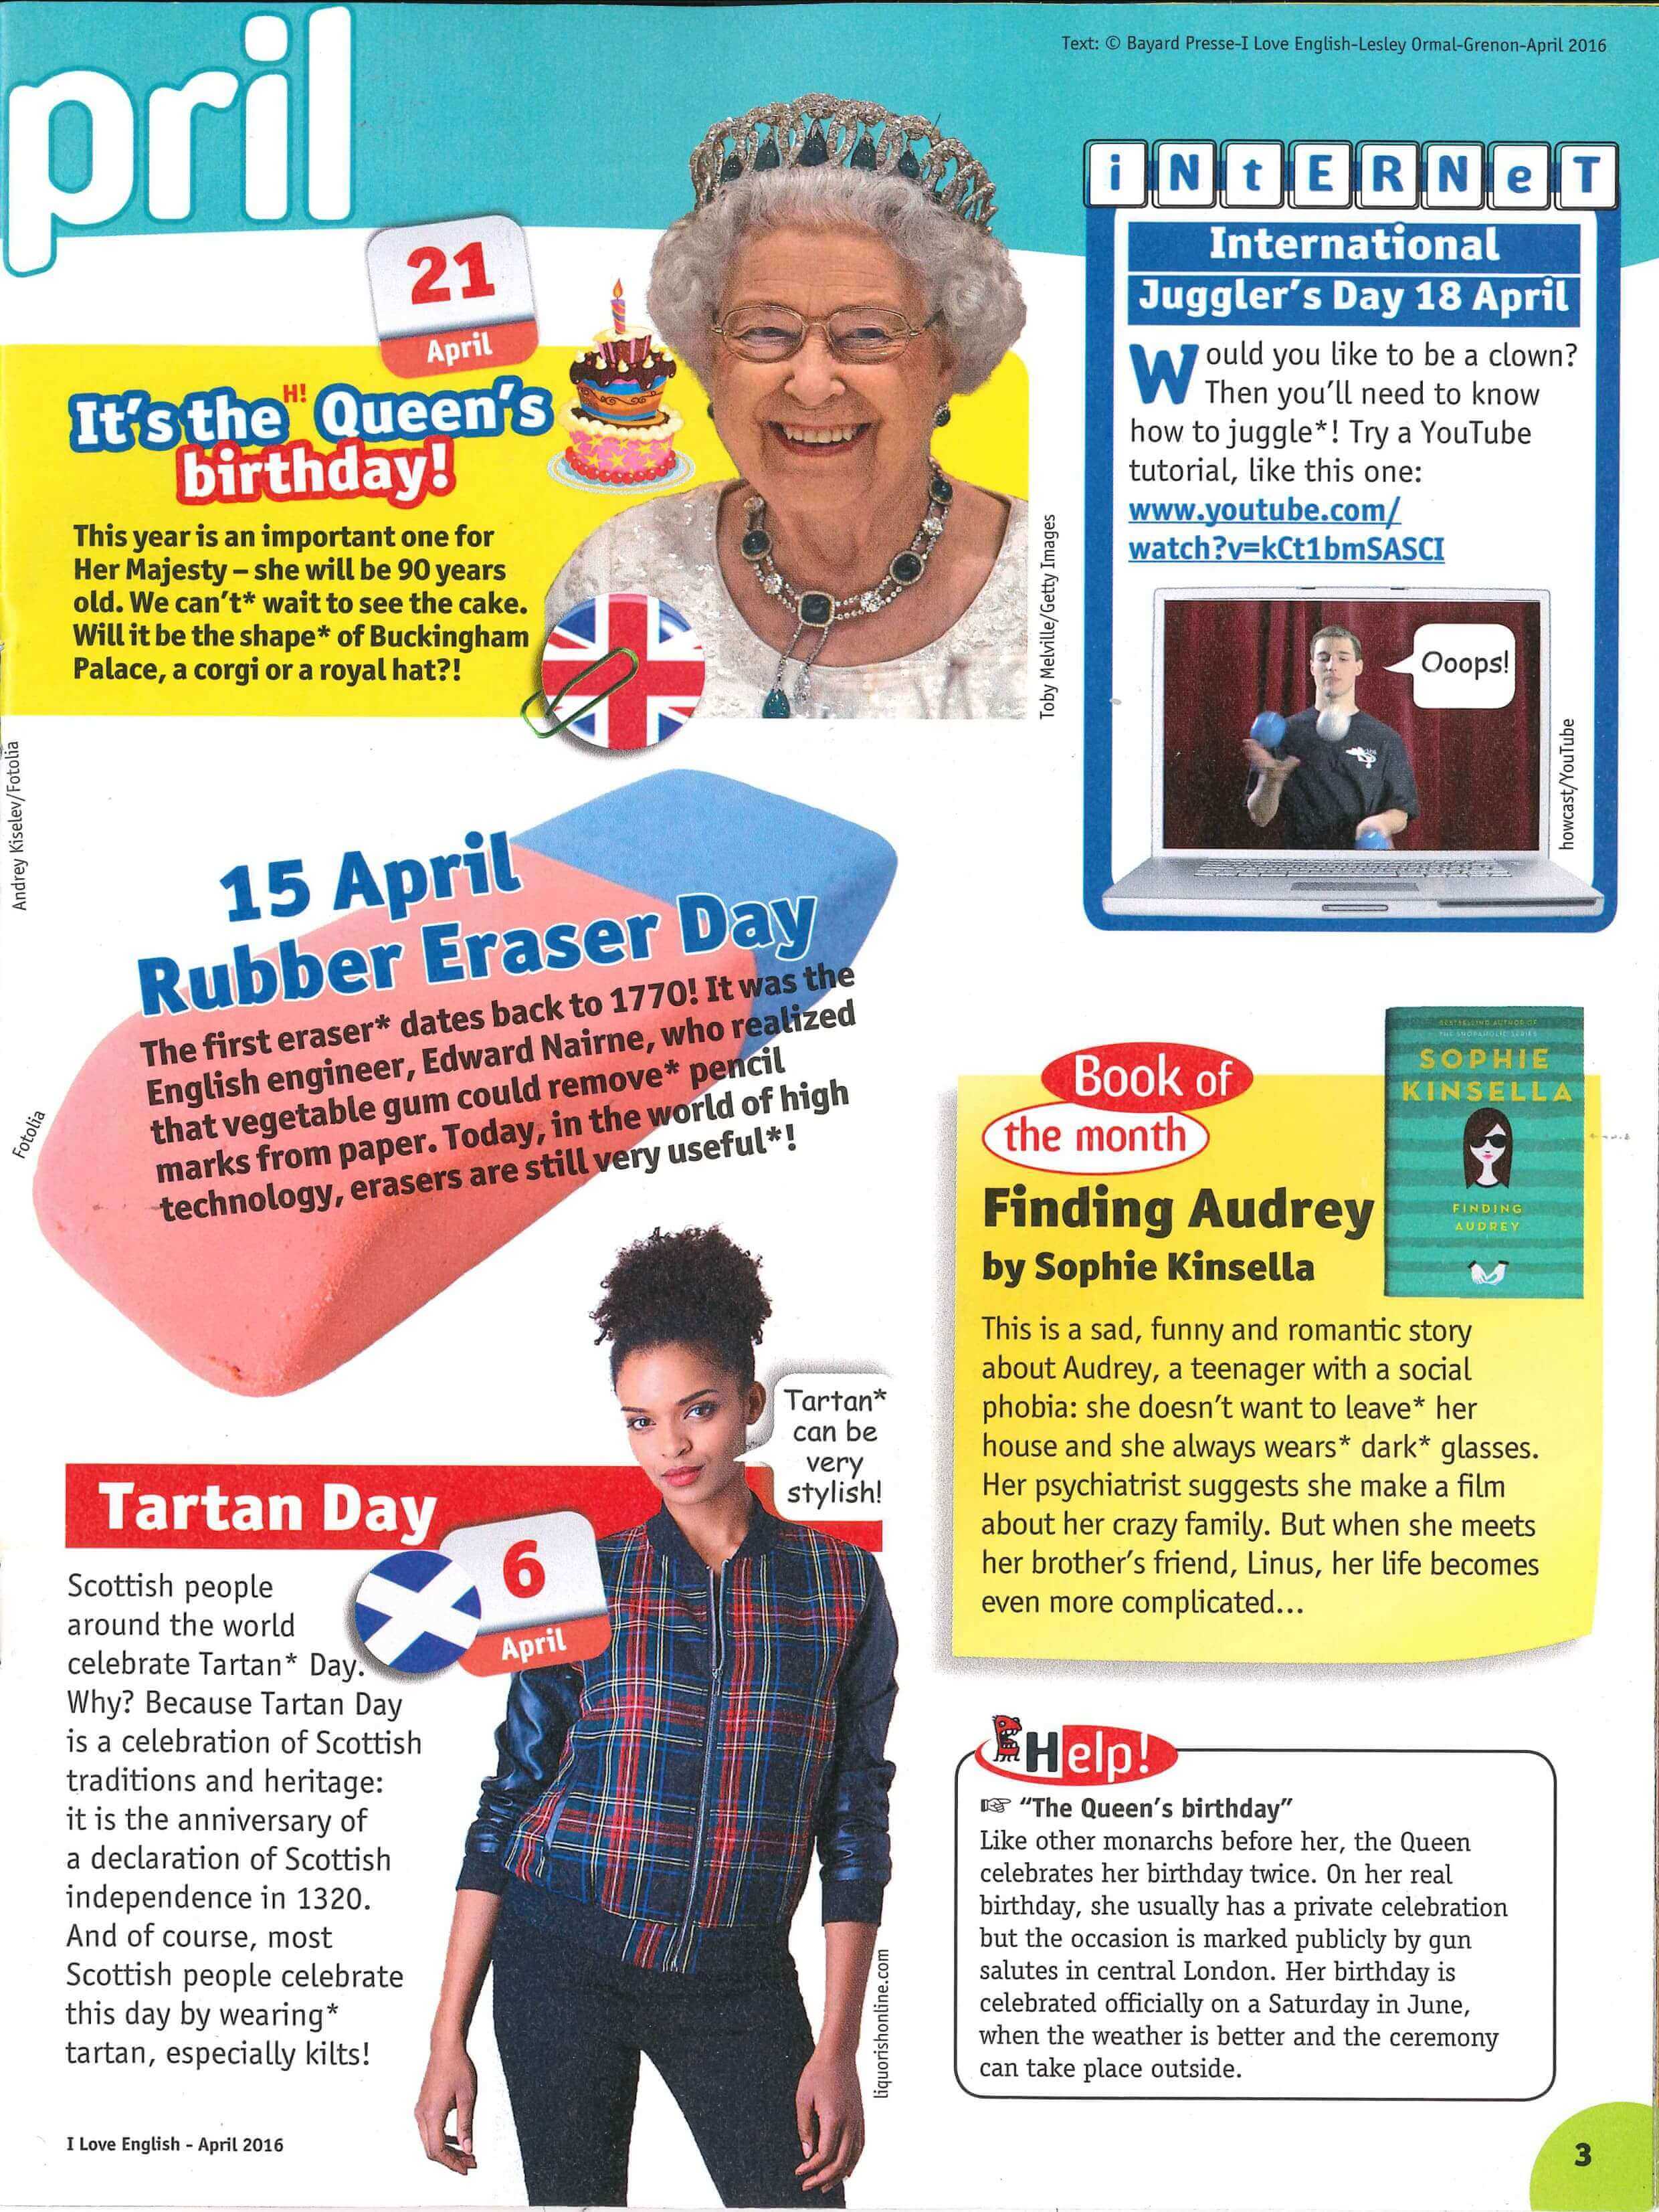 pril
Text: © Bayard Presse-I Love English-Lesley Ormal-Grenon-April 2016
21
April
It's the H! Queen's
birthday!
This year is an important one for
Her Majesty – she will be 90 years
old. We can't* wait to see the cake.
Will it be the shape* of Buckingham
Palace, a corgi or a royal hat?!
Toby Melville/Getty Images
Andrey Kiselev/Fotolia
iNtERNeT
International
Juggler's Day 18 April
Would you like to be a clown?
Then you'll need to know
how to juggle*! Try a YouTube
tutorial, like this one:
www.youtube.com/
watch?v=kCt1bmSASCI
Ooops!
howcast/YouTube
15 April
Rubber Eraser Day
The first eraser* dates back to 1770! It was the
English engineer, Edward Nairne, who realized
that vegetable gum could remove* pencil
marks from paper. Today, in the world of high
technology, erasers are still very useful*!
Fotolia
Book of
the month
Finding Audrey
by Sophie Kinsella
BESTSELLING AUTHOR OF
THE SHOPAHOLIC SERIES
SOPHIE
KINSELLA
FINDING
AUDREY
This is a sad, funny and romantic story
about Audrey, a teenager with a social
phobia: she doesn't want to leave* her
house and she always wears* dark* glasses.
Her psychiatrist suggests she make a film
about her crazy family. But when she meets
her brother's friend, Linus, her life becomes
even more complicated...
Tartan*
can be
very
stylish!
Tartan Day
6
April
Scottish people
around the world
celebrate Tartan* Day.
Why? Because Tartan Day
is a celebration of Scottish
traditions and heritage:
it is the anniversary of
a declaration of Scottish
independence in 1320.
And of course, most
Scottish people celebrate
this day by wearing*
tartan, especially kilts!
liquorishonline.com
Help!
☞ "The Queen's birthday"
Like other monarchs before her, the Queen
celebrates her birthday twice. On her real
birthday, she usually has a private celebration
but the occasion is marked publicly by gun
salutes in central London. Her birthday is
celebrated officially on a Saturday in June,
when the weather is better and the ceremony
can take place outside.
I Love English - April 2016
3